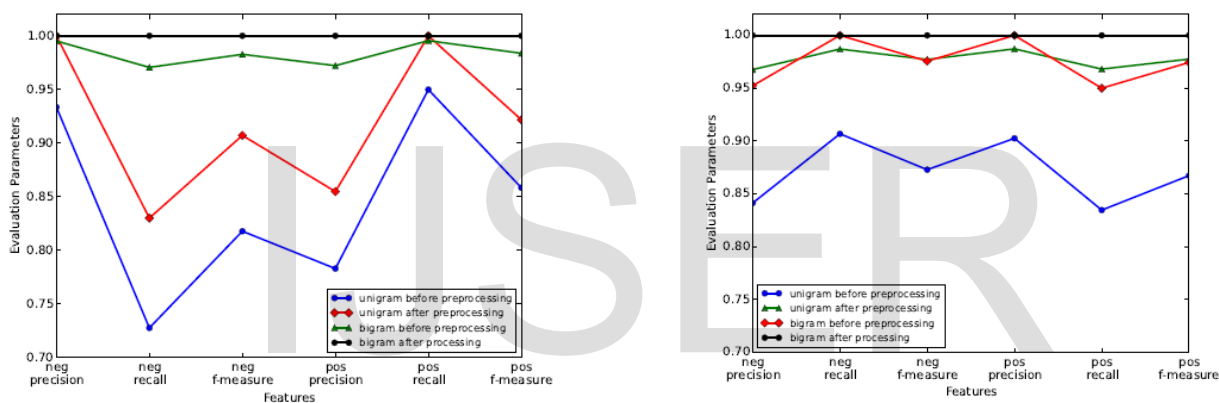 1.00
0.95
0.90
0.85
0.80
0.75
0.70
Evaluation Parameters
unigram before preprocessing
unigram after preprocessing
bigram before preprocessing
bigram after processing
neg precision
neg recall
neg f-measure
pos precision
pos recall
pos f-measure
Features
1.00
0.95
0.90
0.85
0.80
0.75
0.70
Evaluation Parameters
unigram before preprocessing
unigram after preprocessing
bigram before preprocessing
bigram after processing
neg precision
neg recall
neg f-measure
pos precision
pos recall
pos f-measure
Features
IJSER